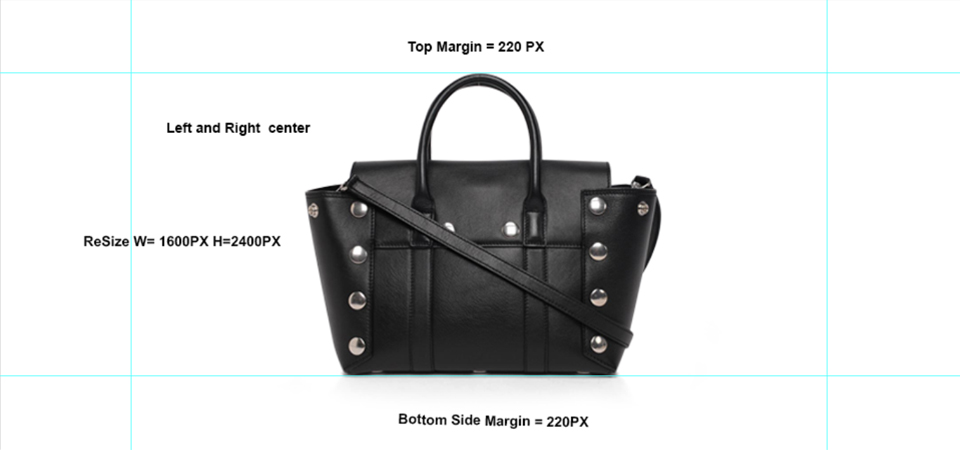 Top Margin = 220 PX
Left and Right  center
ReSize W= 1600PX H=2400PX
Bottom Side Margin = 220PX